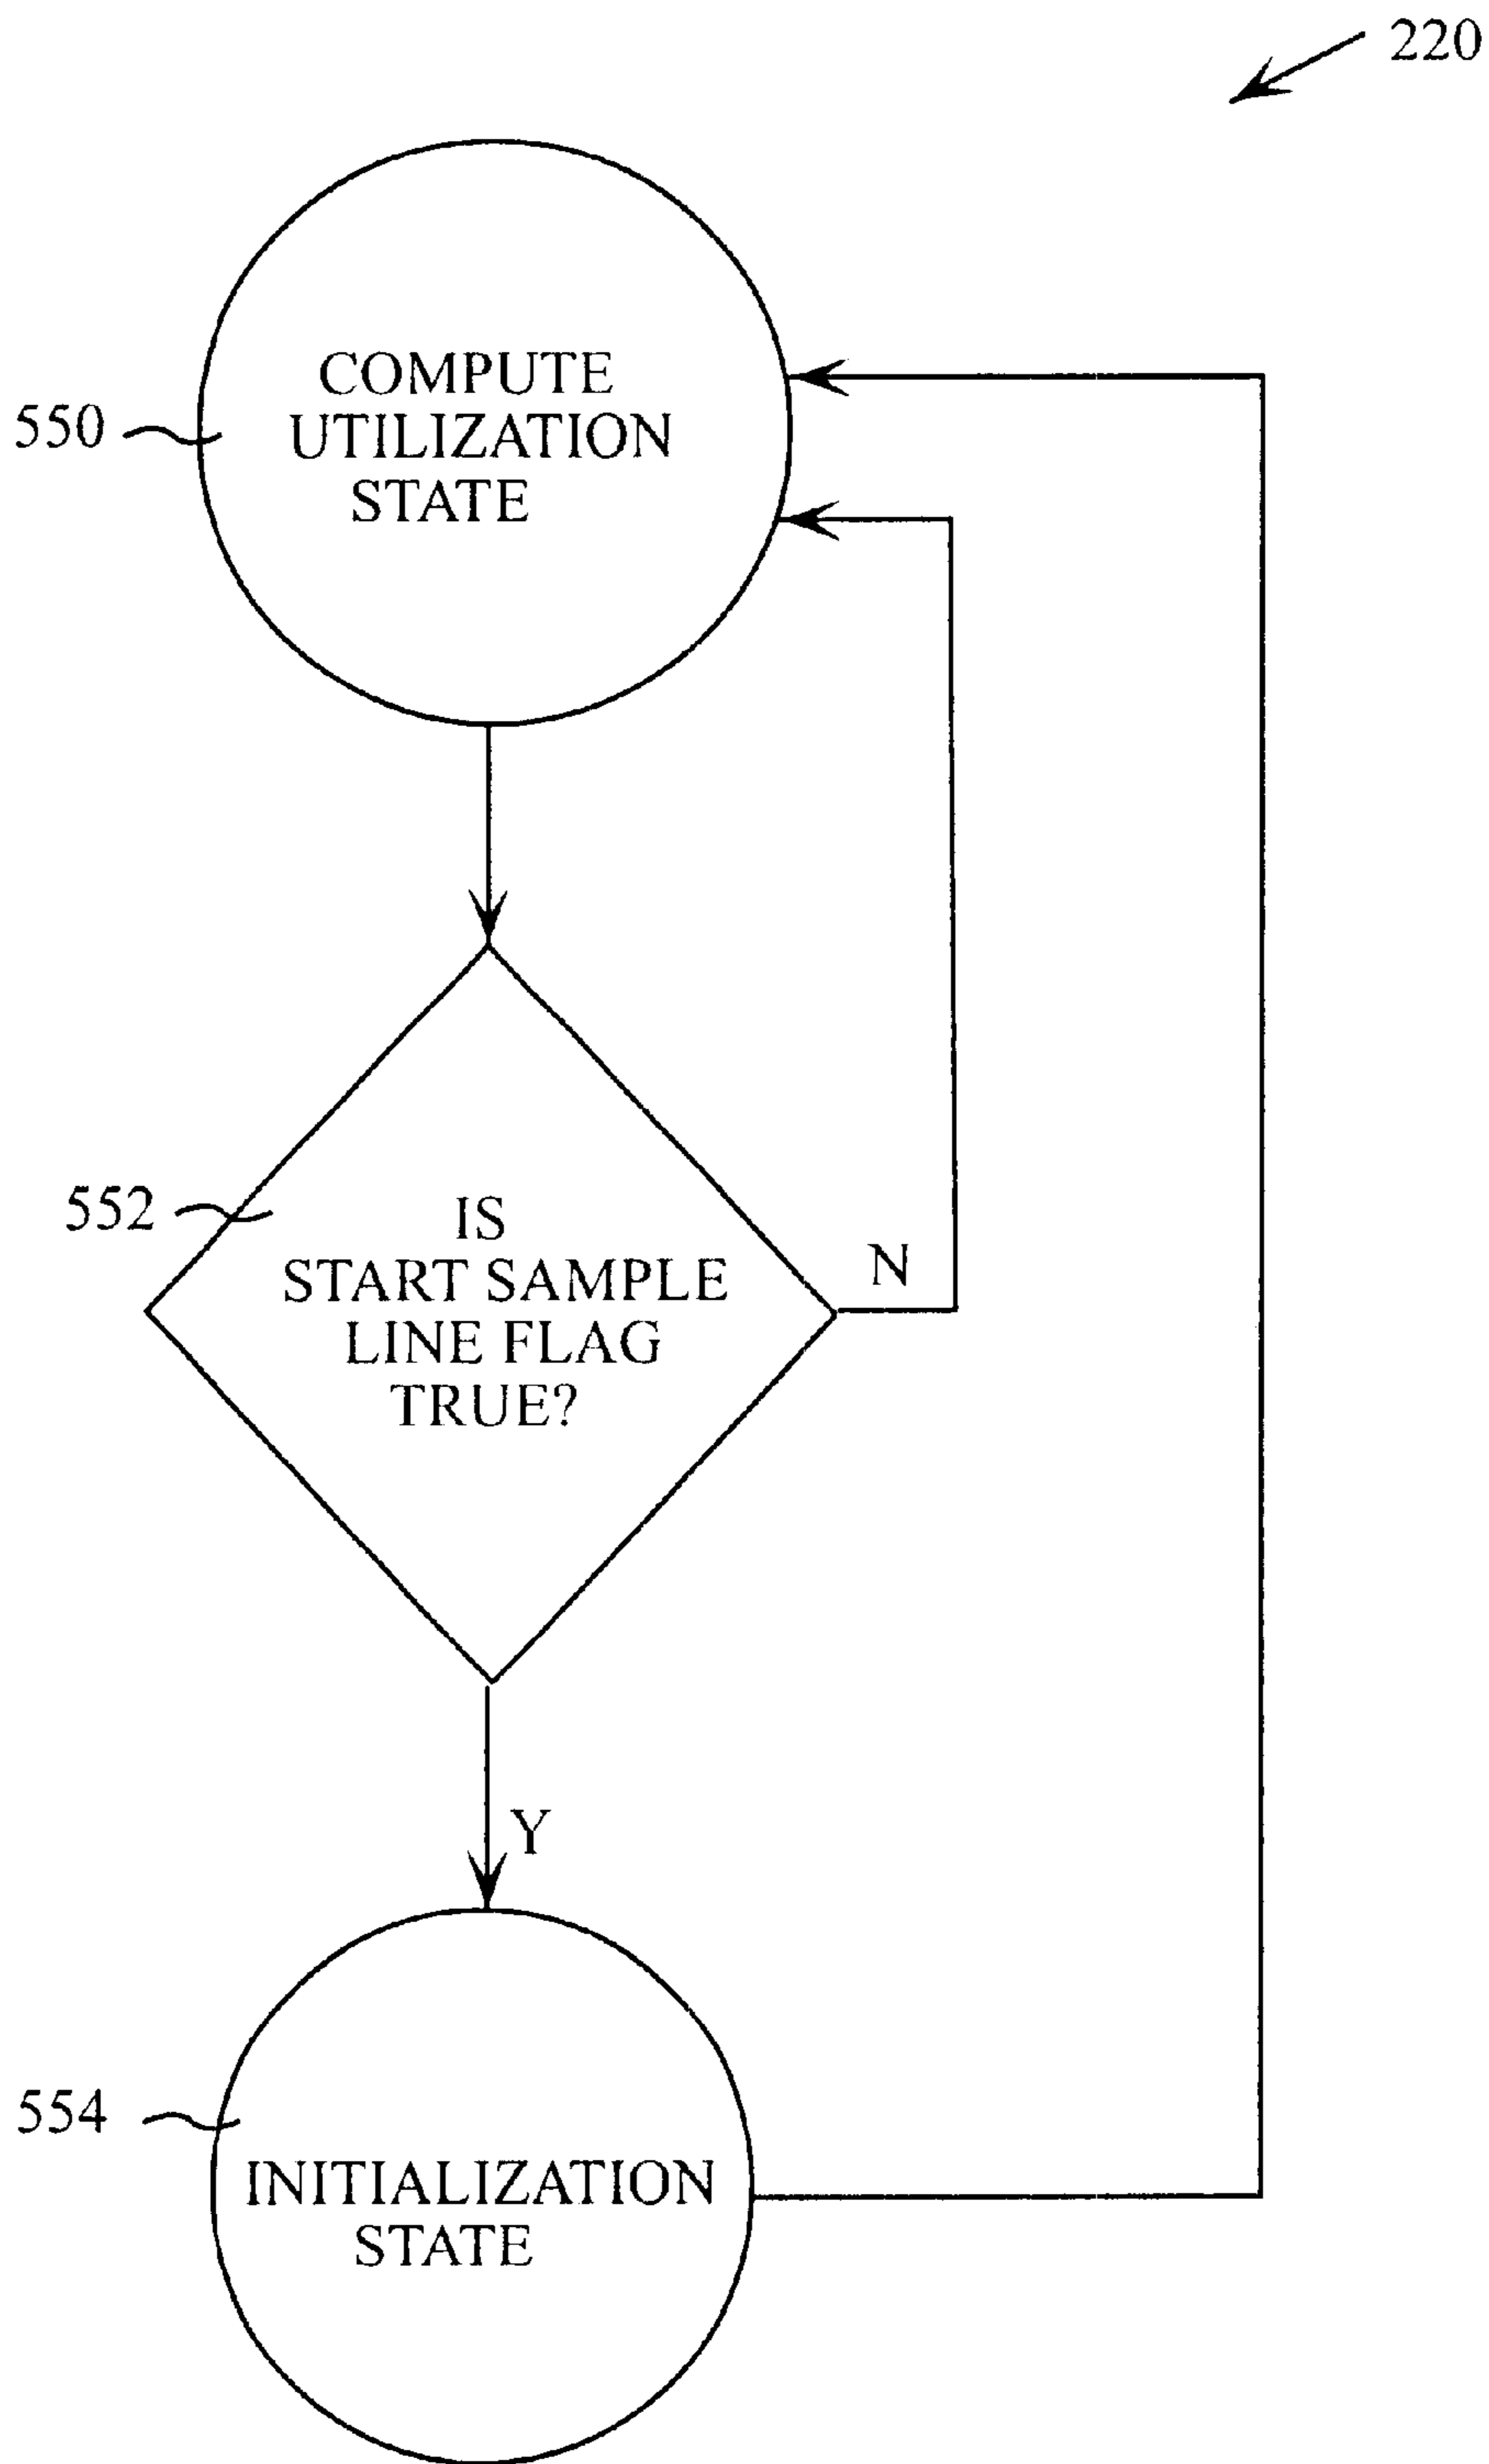 220
COMPUTE
UTILIZATION
STATE
550
552
IS
START SAMPLE
LINE FLAG
TRUE?
N
Y
554
INITIALIZATION
STATE